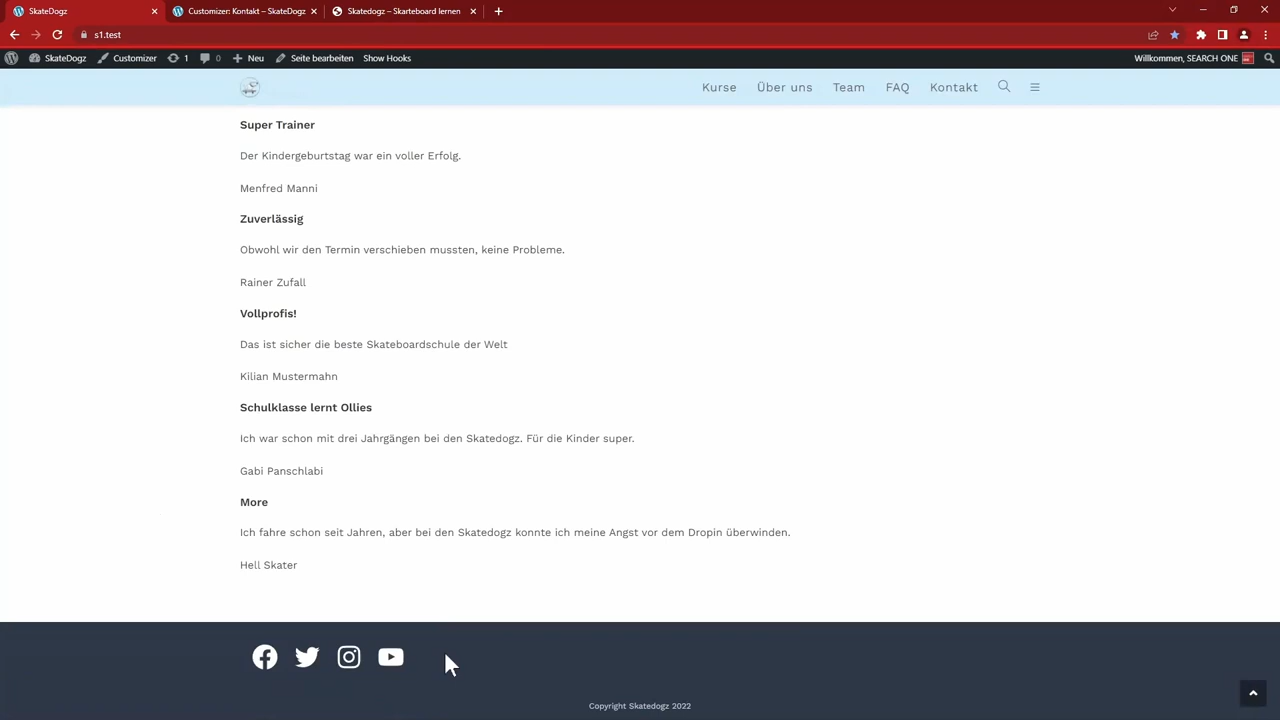 SkateDogz
Customizer: Kontakt – SkateDogz
Skatedogz – Skarteboard lernen
s1.test
SkateDogz
Customizer
1
0
Neu
Seite bearbeiten
Show Hooks
Willkommen, SEARCH ONE
Kurse
Über uns
Team
FAQ
Kontakt
Super Trainer
Der Kindergeburtstag war ein voller Erfolg.
Menfred Manni
Zuverlässig
Obwohl wir den Termin verschieben mussten, keine Probleme.
Rainer Zufall
Vollprofis!
Das ist sicher die beste Skateboardschule der Welt
Kilian Mustermahn
Schulklasse lernt Ollies
Ich war schon mit drei Jahrgängen bei den Skatedogz. Für die Kinder super.
Gabi Panschlabi
More
Ich fahre schon seit Jahren, aber bei den Skatedogz konnte ich meine Angst vor dem Dropin überwinden.
Hell Skater
Copyright Skatedogz 2022